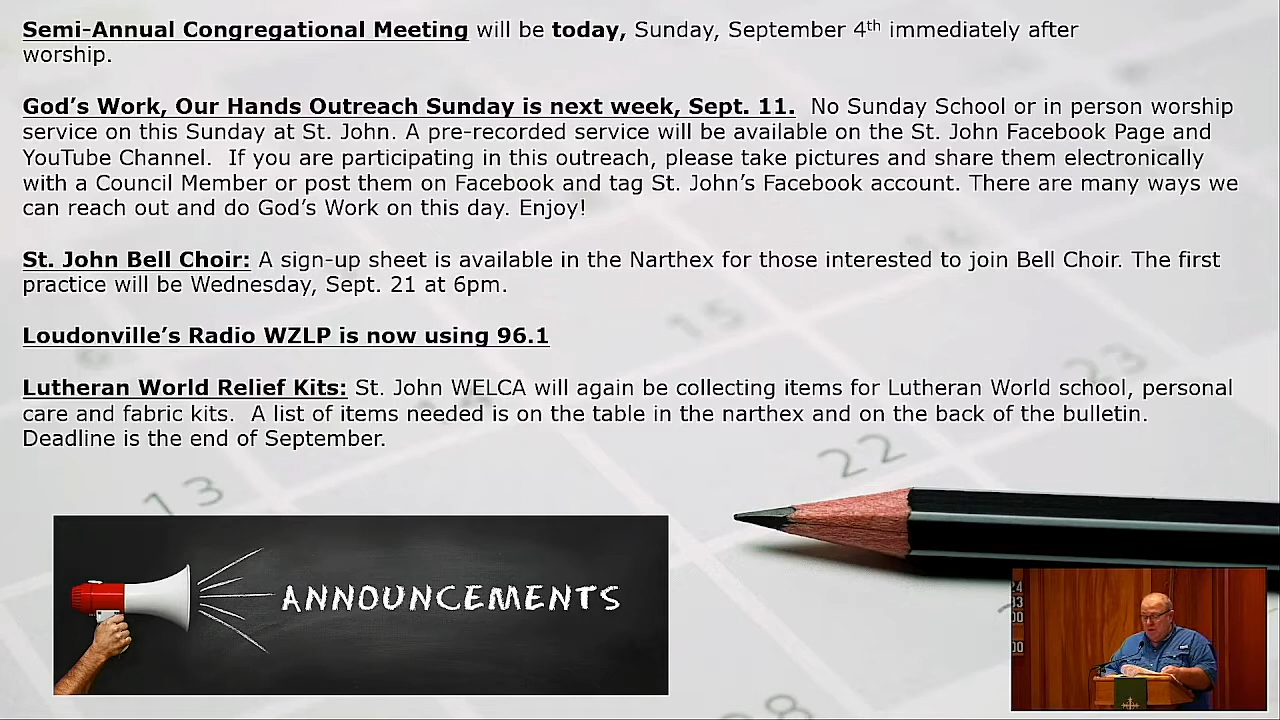 Semi-Annual Congregational Meeting will be today, Sunday, September 4th immediately after
worship.
God’s Work, Our Hands Outreach Sunday is next week, Sept. 11.  No Sunday School or in person worship
service on this Sunday at St. John. A pre-recorded service will be available on the St. John Facebook Page and
YouTube Channel.  If you are participating in this outreach, please take pictures and share them electronically
with a Council Member or post them on Facebook and tag St. John’s Facebook account. There are many ways we
can reach out and do God’s Work on this day. Enjoy!
St. John Bell Choir: A sign-up sheet is available in the Narthex for those interested to join Bell Choir. The first
practice will be Wednesday, Sept. 21 at 6pm.
Loudonville’s Radio WZLP is now using 96.1
Lutheran World Relief Kits: St. John WELCA will again be collecting items for Lutheran World school, personal
care and fabric kits.  A list of items needed is on the table in the narthex and on the back of the bulletin.
Deadline is the end of September.
15
23
22
13
ANNOUNCEMENTS